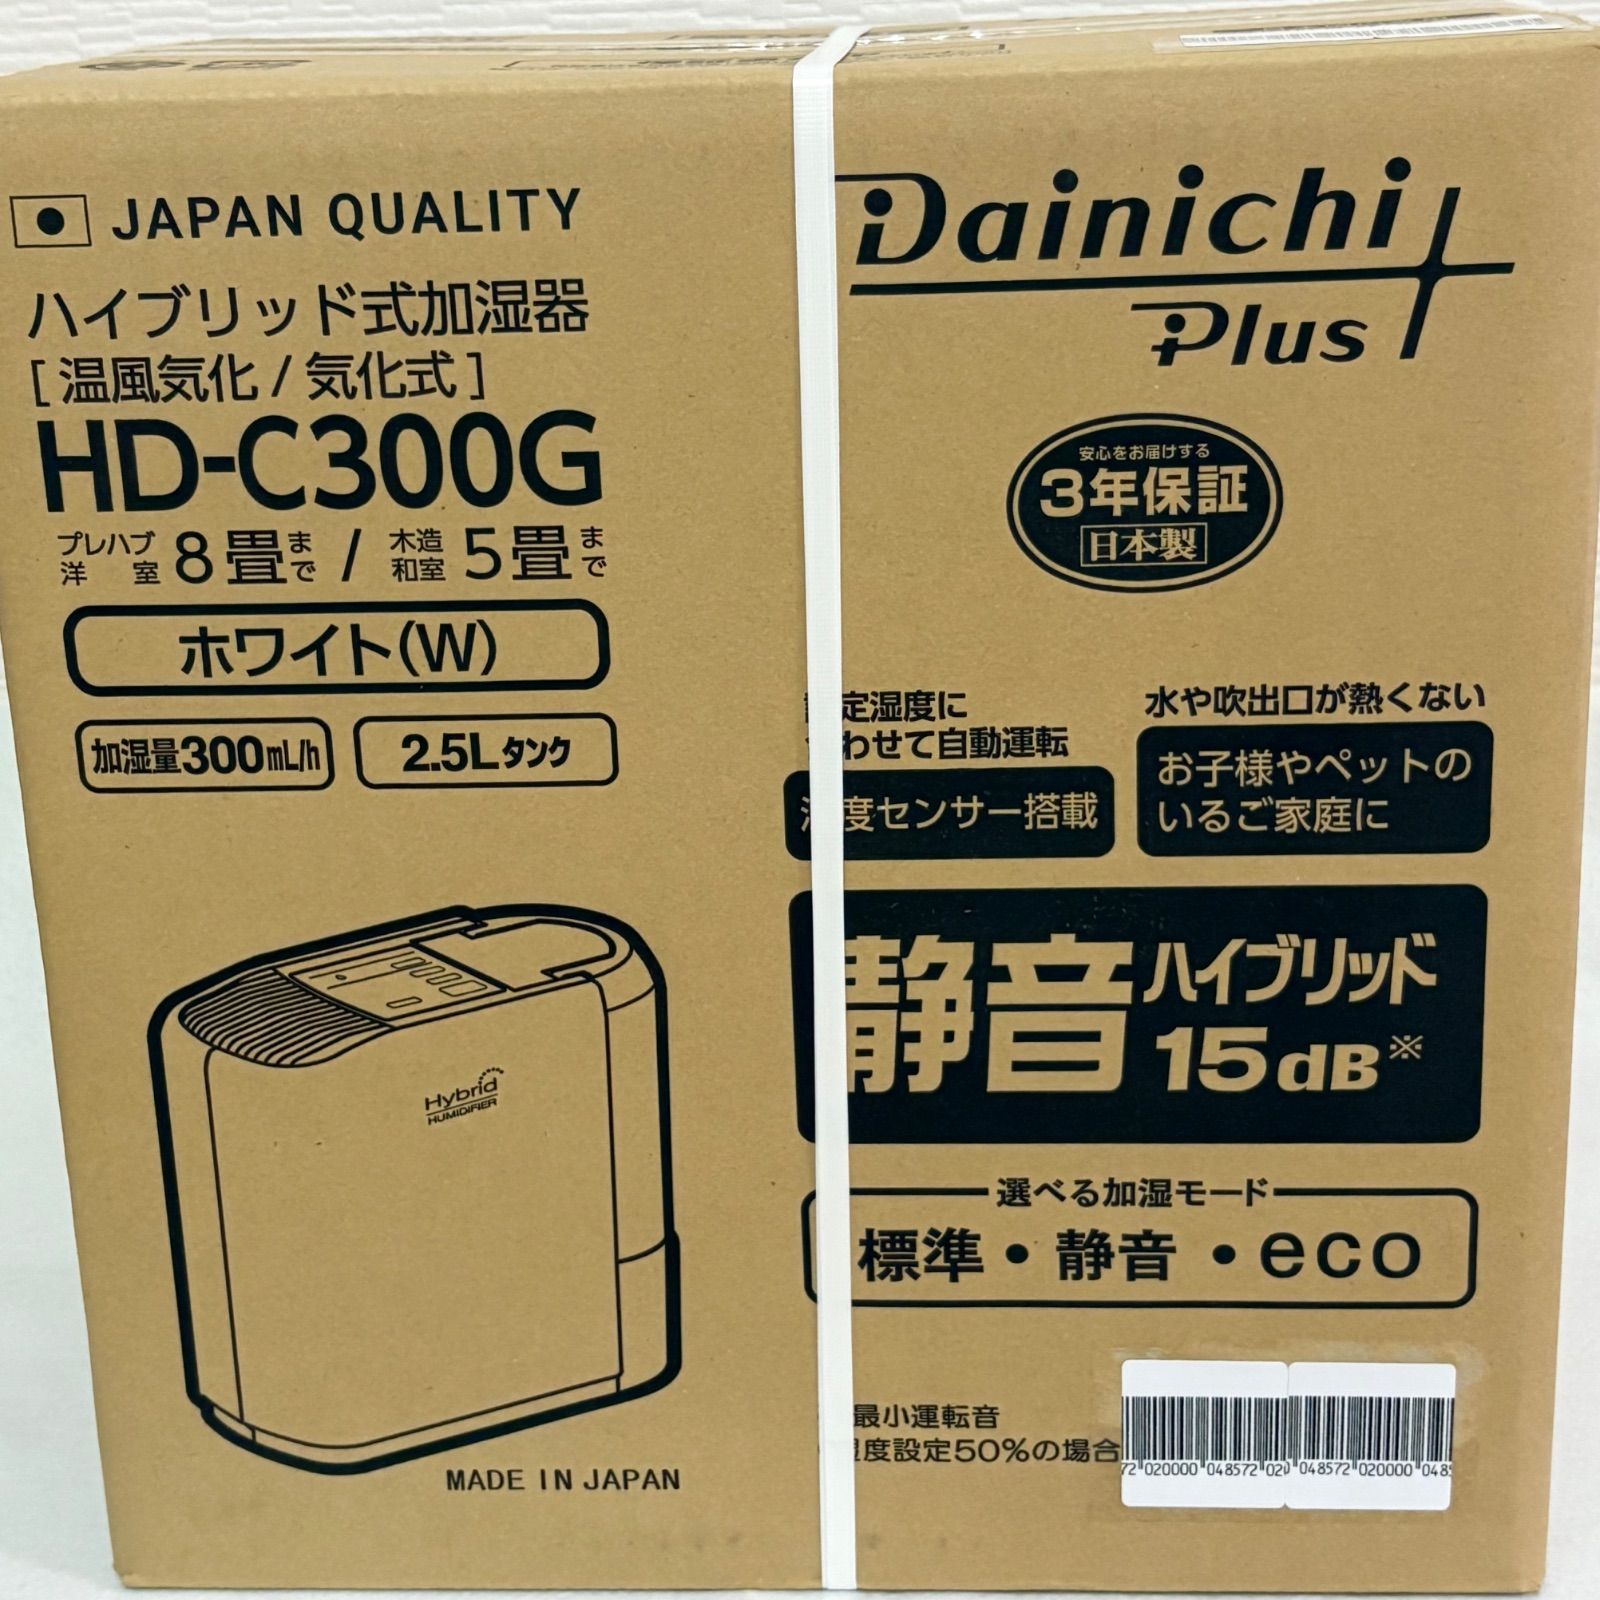 JAPAN QUALITY
ハイブリッド式加湿器
[温風気化/気化式]
HD-C300G
プレハブ洋室8畳まで/木造和室5畳まで
ホワイト(W)
加湿量300mL/h
2.5Lタンク
Hybrid
HUMIDIFIER
MADE IN JAPAN
Dainichi
Plus
安心をお届けする
3年保証
日本製
定湿度に
わせて自動運転
度センサー搭載
水や吹出口が熱くない
お子様やペットの
いるご家庭に
静音ハイブリッド
15dB※
選べる加湿モード
標準・静音・eco
最小運転音
度設定50%の場合
020000 048572
048572 020000